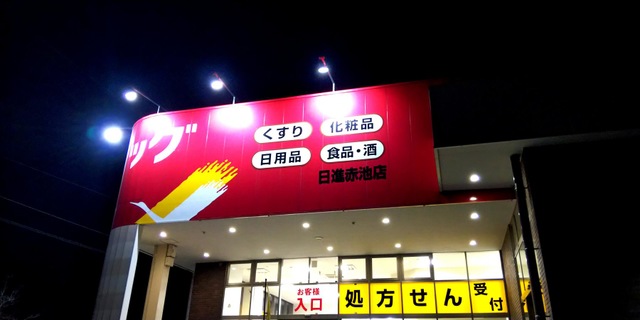 ッグ
くすり 化粧品
日用品 食品・酒
日進赤池店
お客様
入口
処方せん受付